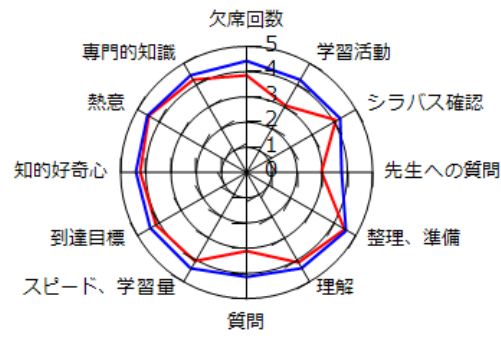 欠席回数
専門的知識
学習活動
熱意
シラバス確認
知的好奇心
先生への質問
到達目標
整理、準備
スピード、学習量
理解
質問
5
4
3
2
1
0